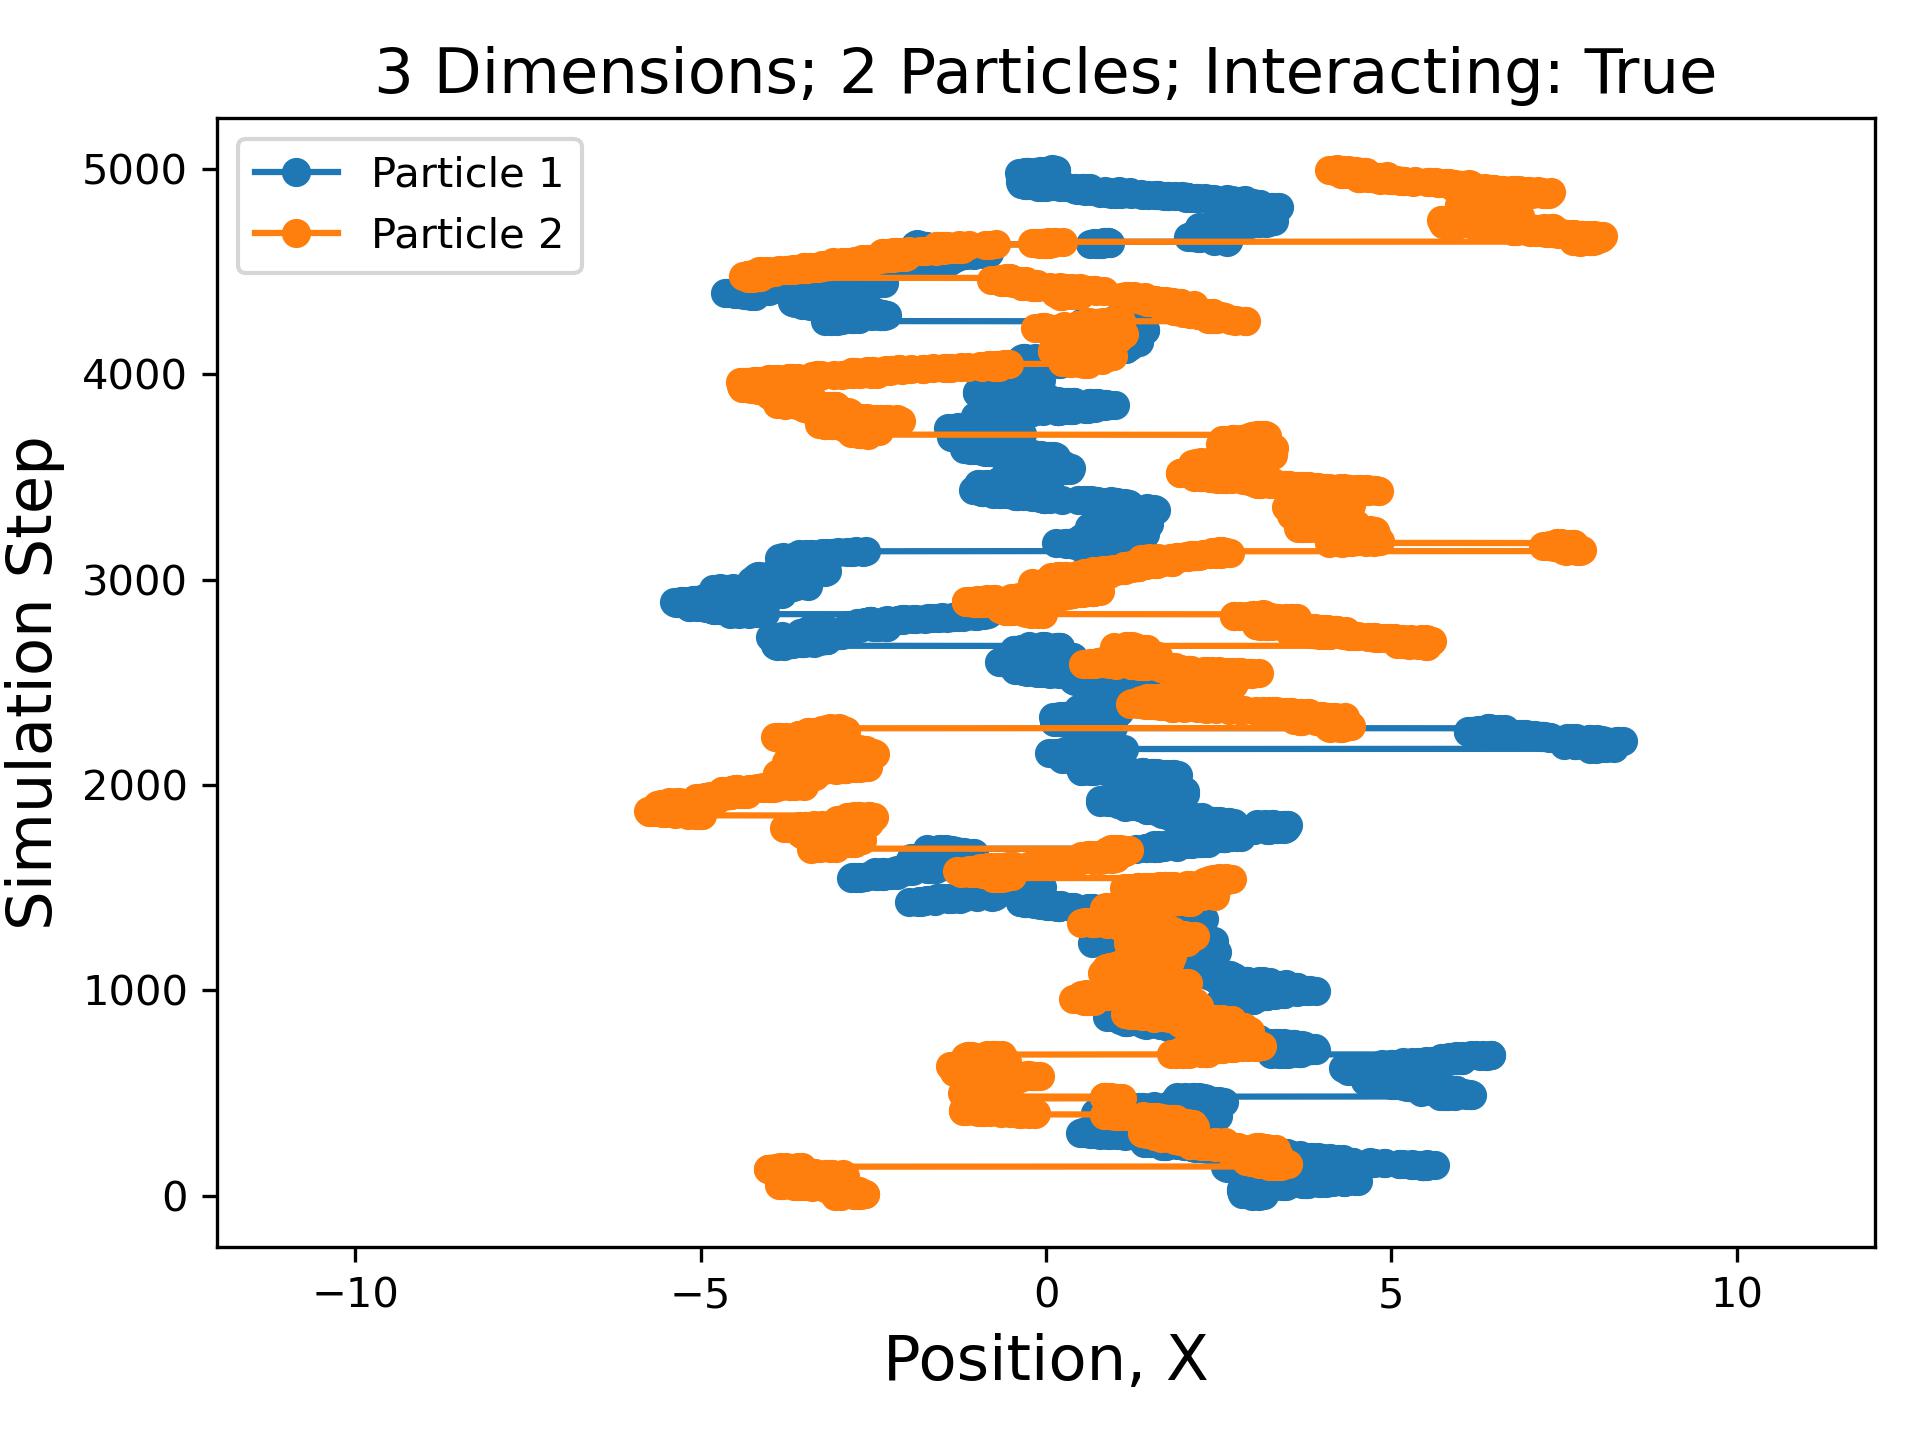 3 Dimensions; 2 Particles; Interacting: True
Particle 1
Particle 2
5000
4000
3000
2000
1000
0
Simulation Step
−10
−5
0
5
10
Position, X